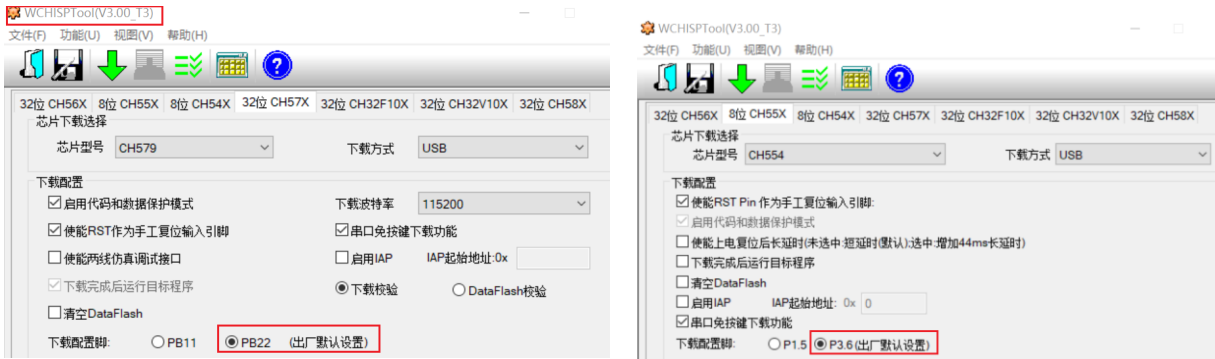 WCHISPTool(V3.00_T3)
文件(F) 功能(U) 视图(V) 帮助(H)
32位 CH56X 8位 CH55X 8位 CH54X 32位 CH57X 32位 CH32F10X 32位 CH32V10X 32位 CH58X
芯片下载选择
芯片型号 CH579 下载方式 USB
下载配置
启用代码和数据保护模式 下载波特率 115200
使能RST作为手工复位输入引脚 串口免按键下载功能
使能两线仿真调试接口 启用IAP IAP起始地址:0x
下载完成后运行目标程序 下载校验 DataFlash校验
清空DataFlash
下载配置脚: PB11 PB22 (出厂默认设置)
WCHISPTool(V3.00_T3)
文件(F) 功能(U) 视图(V) 帮助(H)
32位 CH56X 8位 CH55X 8位 CH54X 32位 CH57X 32位 CH32F10X 32位 CH32V10X 32位 CH58X
芯片下载选择
芯片型号 CH554 下载方式 USB
下载配置
使能RST Pin 作为手工复位输入引脚:
启用代码和数据保护模式
使能上电复位后长延时(未选中:短延时(默认);选中:增加44ms长延时)
下载完成后运行目标程序
清空DataFlash
启用IAP IAP起始地址: 0x 0
串口免按键下载功能
下载配置脚: P1.5 P3.6(出厂默认设置)